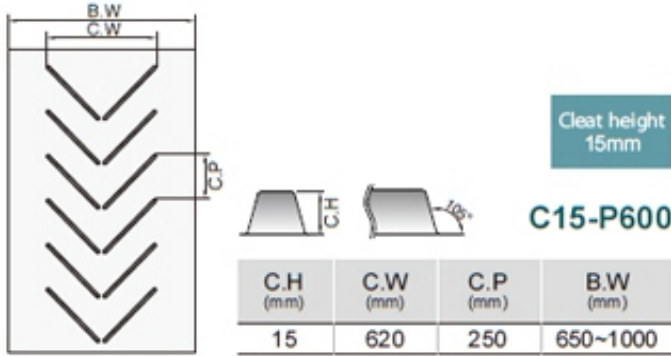 B.W
C.W
C.P
C.H
105°
Cleat height
15mm
C15-P600
C.H C.W C.P B.W
(mm) (mm) (mm) (mm)
15 620 250 650~1000